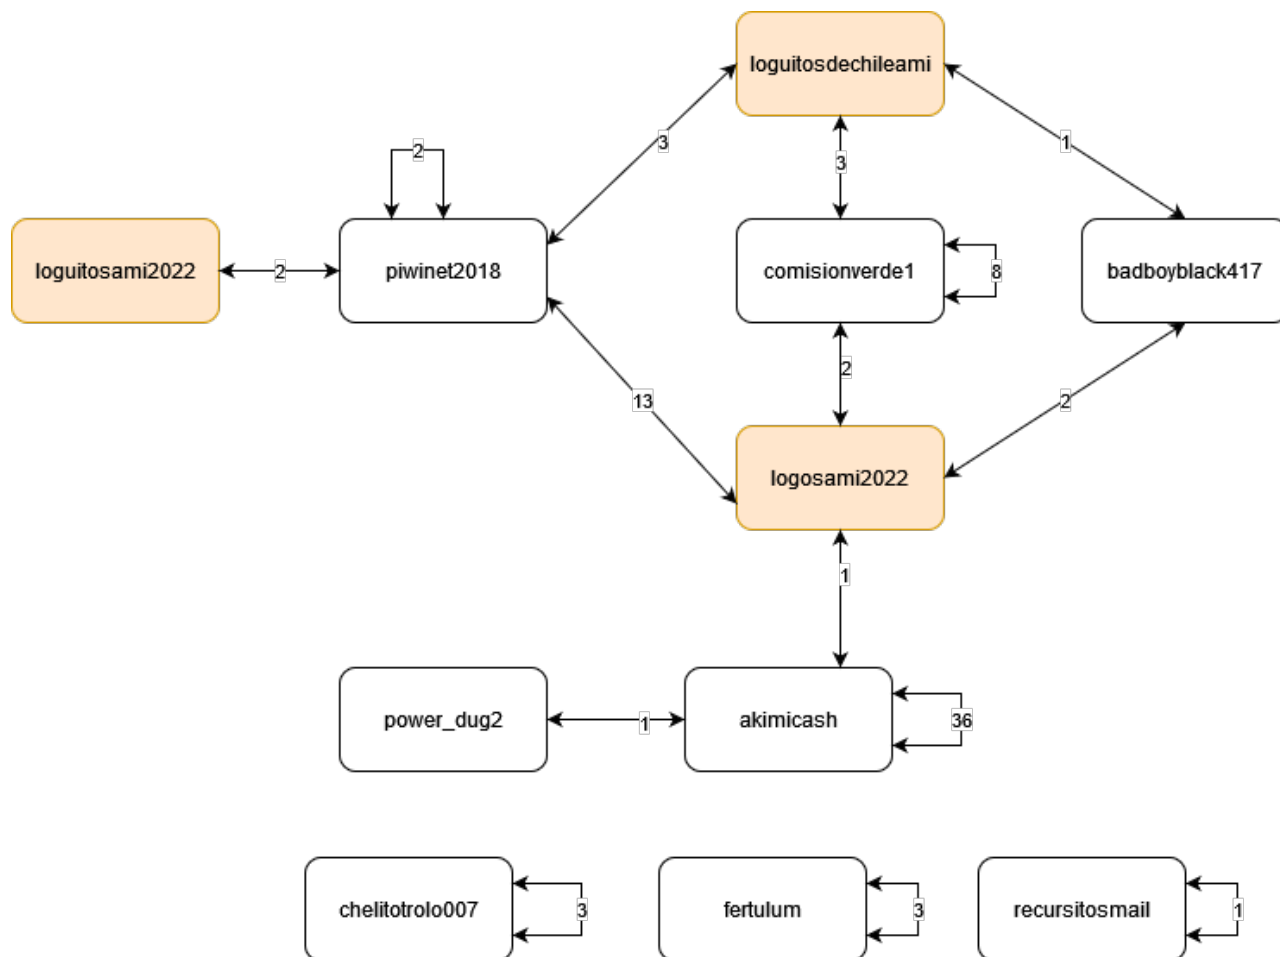 loguitosdechileami
3
1
2
3
loguitosami2022
2
piwinet2018
comisionverde1
8
badboyblack417
13
2
2
logosami2022
1
power_dug2
1
akimicash
36
chelitotrolo007
3
fertulum
3
recursitosmail
1